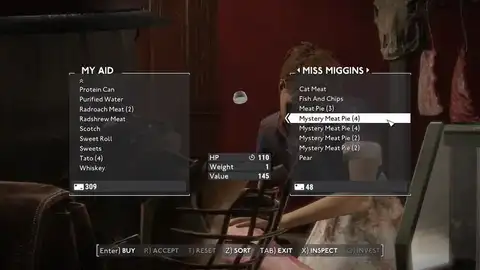 MY AID
Protein Can
Purified Water
Radroach Meat (2)
Radshrew Meat
Scotch
Sweet Roll
Sweets
Tato (4)
Whiskey
309
HP 110
Weight 1
Value 145
MISS MIGGINS
Cat Meat
Fish And Chips
Meat Pie (3)
Mystery Meat Pie (4)
Mystery Meat Pie (4)
Mystery Meat Pie (2)
Mystery Meat Pie (2)
Pear
48
Enter) BUY R) ACCEPT T) RESET Z) SORT TAB) EXIT X) INSPECT INVEST